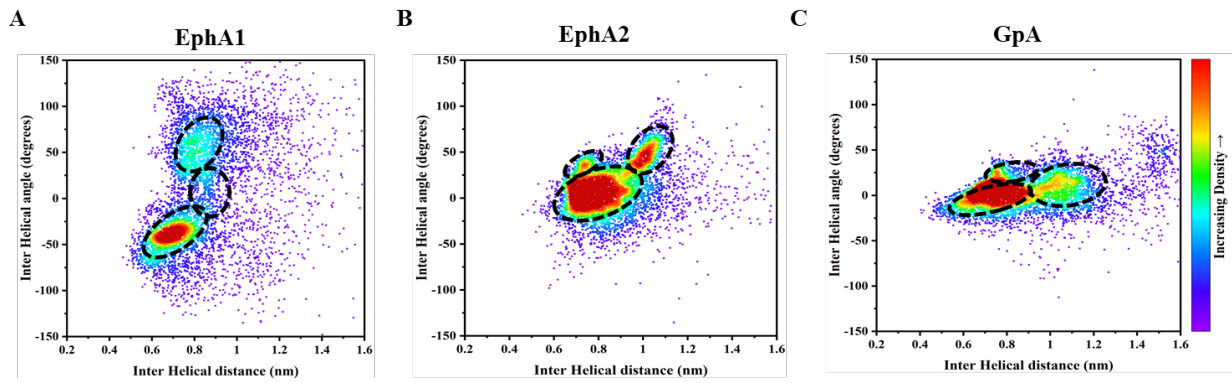 A
EphA1
B
EphA2
C
GpA
150
100
50
0
-50
-100
-150
Inter Helical angle (degrees)
0.2 0.4 0.6 0.8 1 1.2 1.4 1.6
Inter Helical distance (nm)
150
100
50
0
-50
-100
-150
Inter Helical angle (degrees)
0.2 0.4 0.6 0.8 1 1.2 1.4 1.6
Inter Helical distance (nm)
150
100
50
0
-50
-100
-150
Inter Helical angle (degrees)
0.2 0.4 0.6 0.8 1 1.2 1.4 1.6
Inter Helical distance (nm)
Increasing Density →